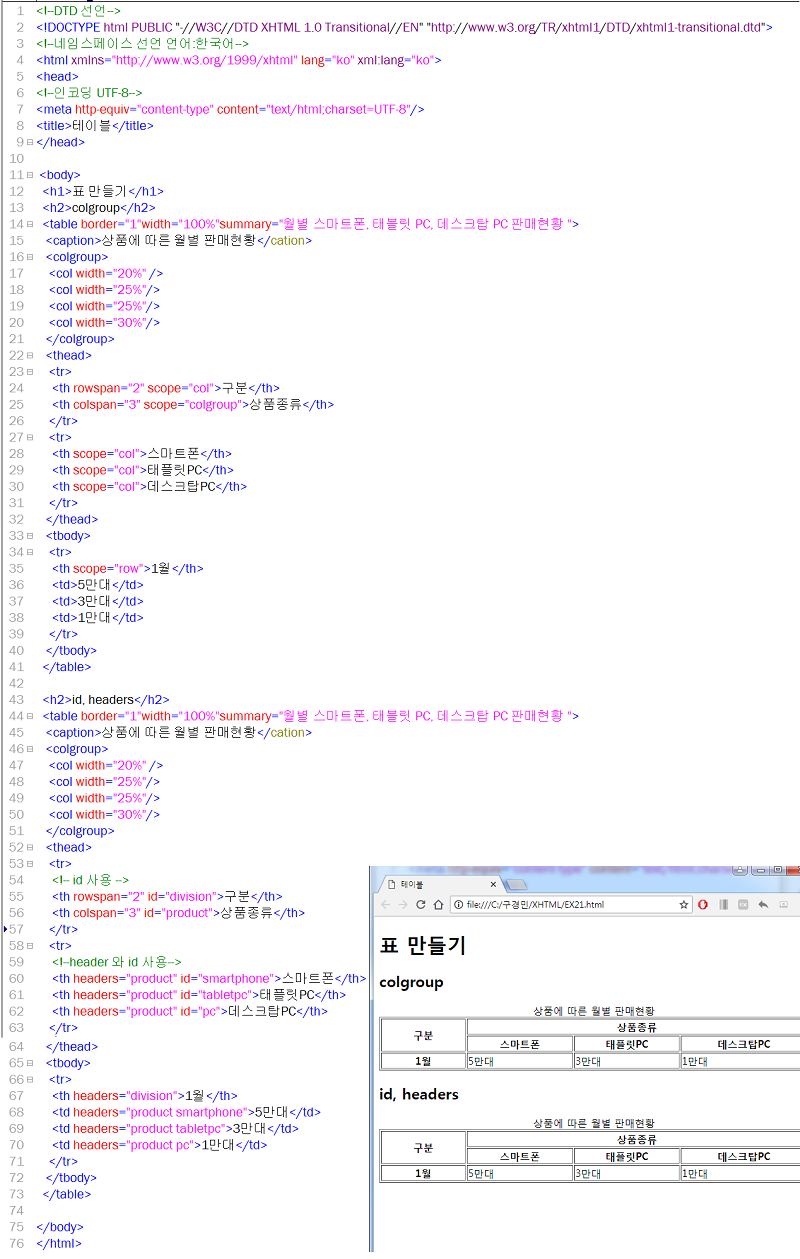 1 <!--DTD 선언-->
2 <!DOCTYPE html PUBLIC "-//W3C//DTD XHTML 1.0 Transitional//EN" "http://www.w3.org/TR/xhtml1/DTD/xhtml1-transitional.dtd">
3 <!--네임스페이스 선언 언어:한국어-->
4 <html xmlns="http://www.w3.org/1999/xhtml" lang="ko" xml:lang="ko">
5 <head>
6 <!--인코딩 UTF-8-->
7 <meta http-equiv="content-type" content="text/html;charset=UTF-8"/>
8 <title>테이블</title>
9 </head>
10
11 <body>
12 <h1>표 만들기</h1>
13 <h2>colgroup</h2>
14 <table border="1"width="100%"summary="월별 스마트폰, 태블릿 PC, 데스크탑 PC 판매현황 ">
15 <caption>상품에 따른 월별 판매현황</cation>
16 <colgroup>
17 <col width="20%" />
18 <col width="25%"/>
19 <col width="25%"/>
20 <col width="30%"/>
21 </colgroup>
22 <thead>
23 <tr>
24 <th rowspan="2" scope="col">구분</th>
25 <th colspan="3" scope="colgroup">상품종류</th>
26 </tr>
27 <tr>
28 <th scope="col">스마트폰</th>
29 <th scope="col">태플릿PC</th>
30 <th scope="col">데스크탑PC</th>
31 </tr>
32 </thead>
33 <tbody>
34 <tr>
35 <th scope="row">1월</th>
36 <td>5만대</td>
37 <td>3만대</td>
38 <td>1만대</td>
39 </tr>
40 </tbody>
41 </table>
42
43 <h2>id, headers</h2>
44 <table border="1"width="100%"summary="월별 스마트폰, 태블릿 PC, 데스크탑 PC 판매현황 ">
45 <caption>상품에 따른 월별 판매현황</cation>
46 <colgroup>
47 <col width="20%" />
48 <col width="25%"/>
49 <col width="25%"/>
50 <col width="30%"/>
51 </colgroup>
52 <thead>
53 <tr>
54 <!-- id 사용 -->
55 <th rowspan="2" id="division">구분</th>
56 <th colspan="3" id="product">상품종류</th>
57 </tr>
58 <tr>
59 <!--header 와 id 사용-->
60 <th headers="product" id="smartphone">스마트폰</th>
61 <th headers="product" id="tabletpc">태플릿PC</th>
62 <th headers="product" id="pc">데스크탑PC</th>
63 </tr>
64 </thead>
65 <tbody>
66 <tr>
67 <th headers="division">1월</th>
68 <td headers="product smartphone">5만대</td>
69 <td headers="product tabletpc">3만대</td>
70 <td headers="product pc">1만대</td>
71 </tr>
72 </tbody>
73 </table>
74
75 </body>
76 </html>
테이블
file:///C:/구경민/XHTML/EX21.html
표 만들기
colgroup
상품에 따른 월별 판매현황
구분 상품종류
스마트폰 태플릿PC 데스크탑PC
1월 5만대 3만대 1만대
id, headers
상품에 따른 월별 판매현황
구분 상품종류
스마트폰 태플릿PC 데스크탑PC
1월 5만대 3만대 1만대